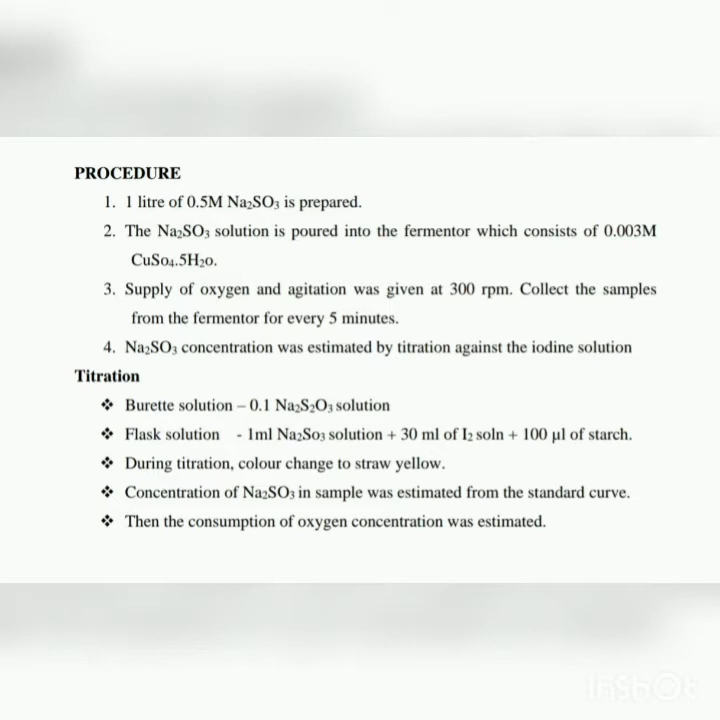 PROCEDURE
1. 1 litre of 0.5M Na₂SO₃ is prepared.
2. The Na₂SO₃ solution is poured into the fermentor which consists of 0.003M
CuSo₄.5H₂o.
3. Supply of oxygen and agitation was given at 300 rpm. Collect the samples
from the fermentor for every 5 minutes.
4. Na₂SO₃ concentration was estimated by titration against the iodine solution
Titration
❖ Burette solution – 0.1 Na₂S₂O₃ solution
❖ Flask solution - 1ml Na₂So₃ solution + 30 ml of I₂ soln + 100 µl of starch.
❖ During titration, colour change to straw yellow.
❖ Concentration of Na₂SO₃ in sample was estimated from the standard curve.
❖ Then the consumption of oxygen concentration was estimated.
InShOt